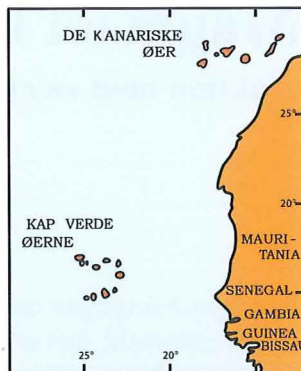 DE KANARISKE
ØER
25°
20°
KAP VERDE
ØERNE
MAURI-
TANIA
SENEGAL
GAMBIA
GUINEA
BISSAU
25°
20°